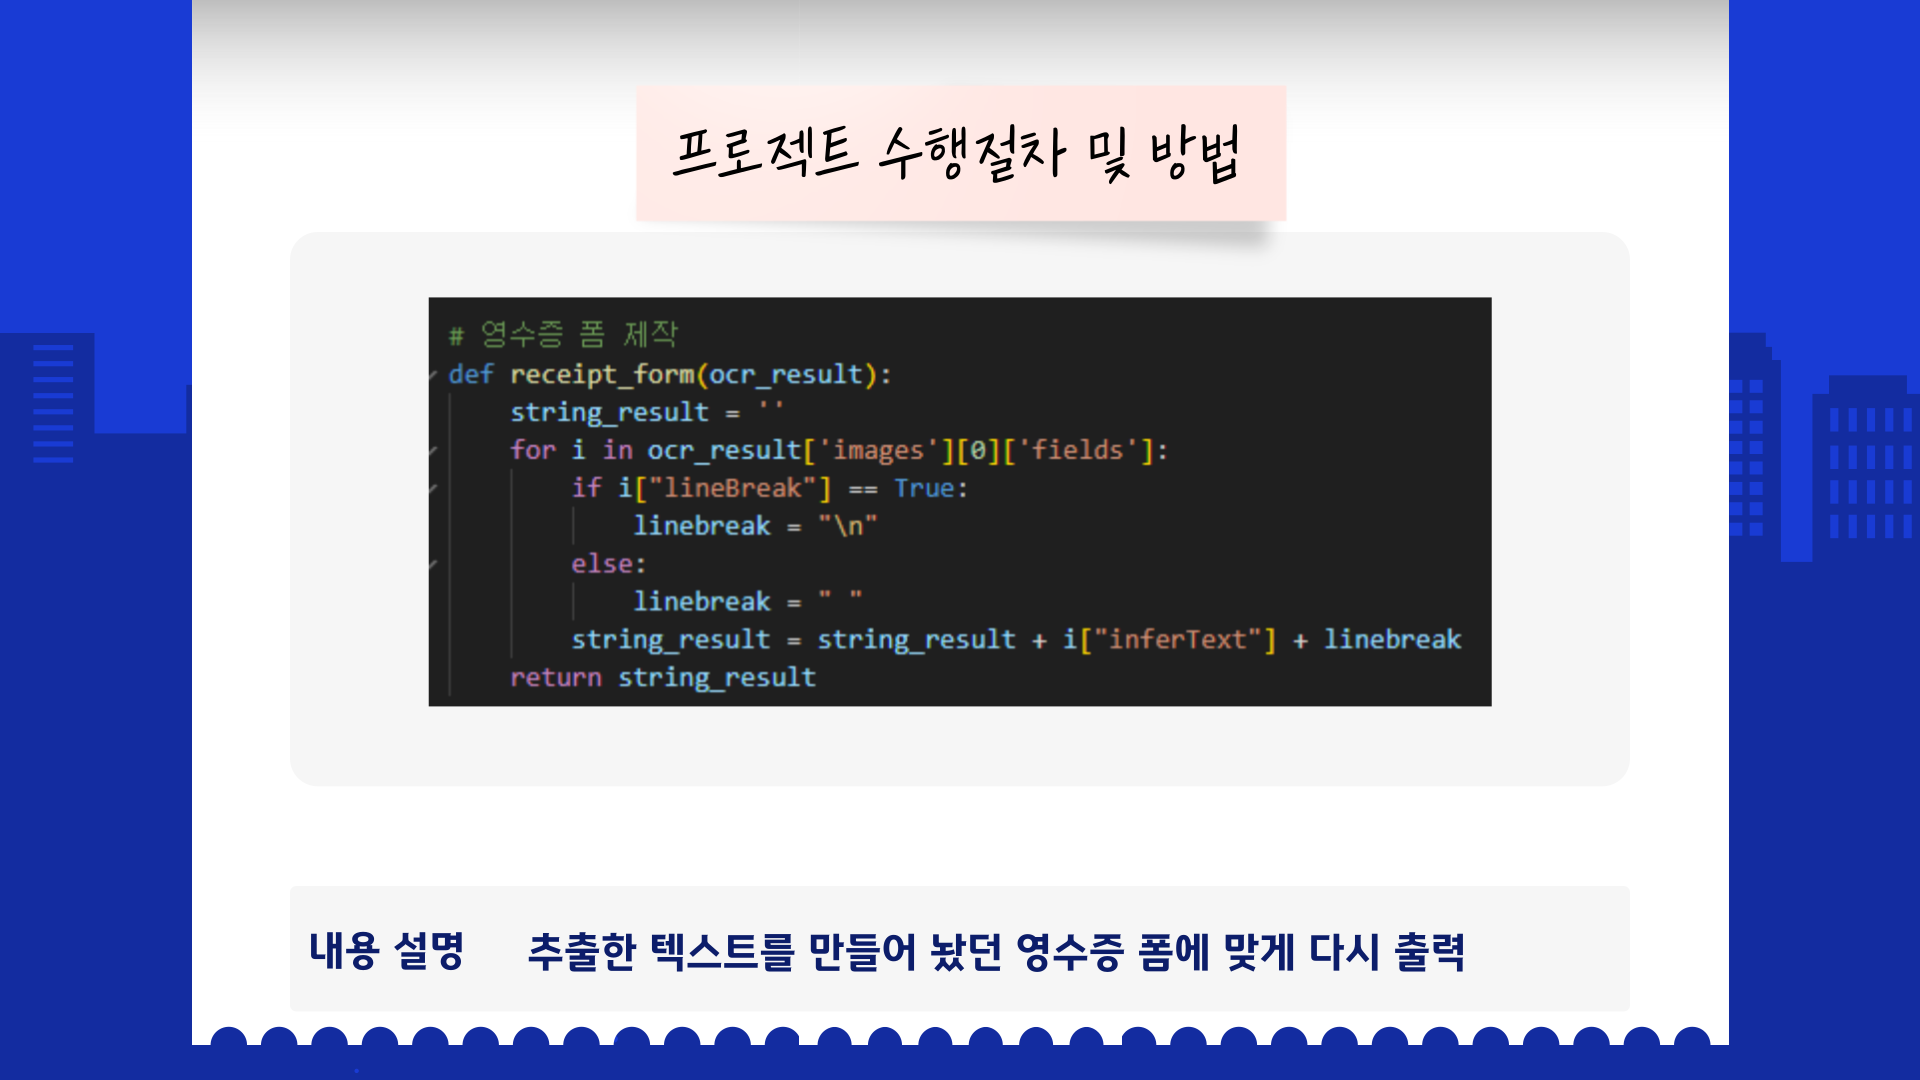 프로젝트 수행절차 및 방법
# 영수증 폼 제작
def receipt_form(ocr_result):
    string_result = ''
    for i in ocr_result['images'][0]['fields']:
        if i["lineBreak"] == True:
            linebreak = "\n"
        else:
            linebreak = " "
        string_result = string_result + i["inferText"] + linebreak
    return string_result
내용 설명 추출한 텍스트를 만들어 놨던 영수증 폼에 맞게 다시 출력